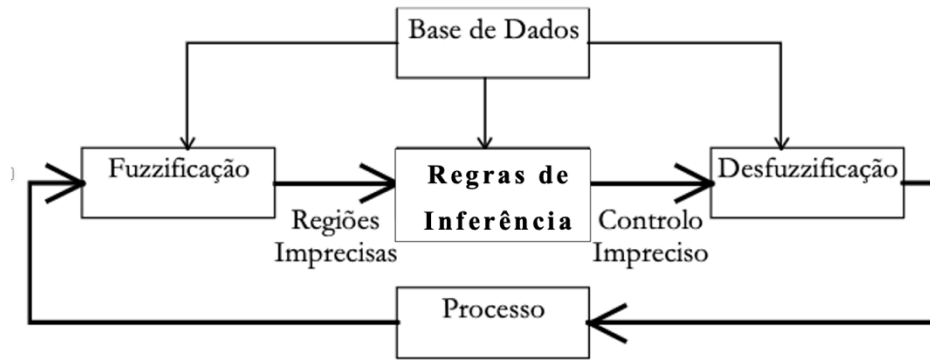 Base de Dados
Fuzzificação
Regras de
Inferência
Desfuzzificação
Regiões
Imprecisas
Controlo
Impreciso
Processo